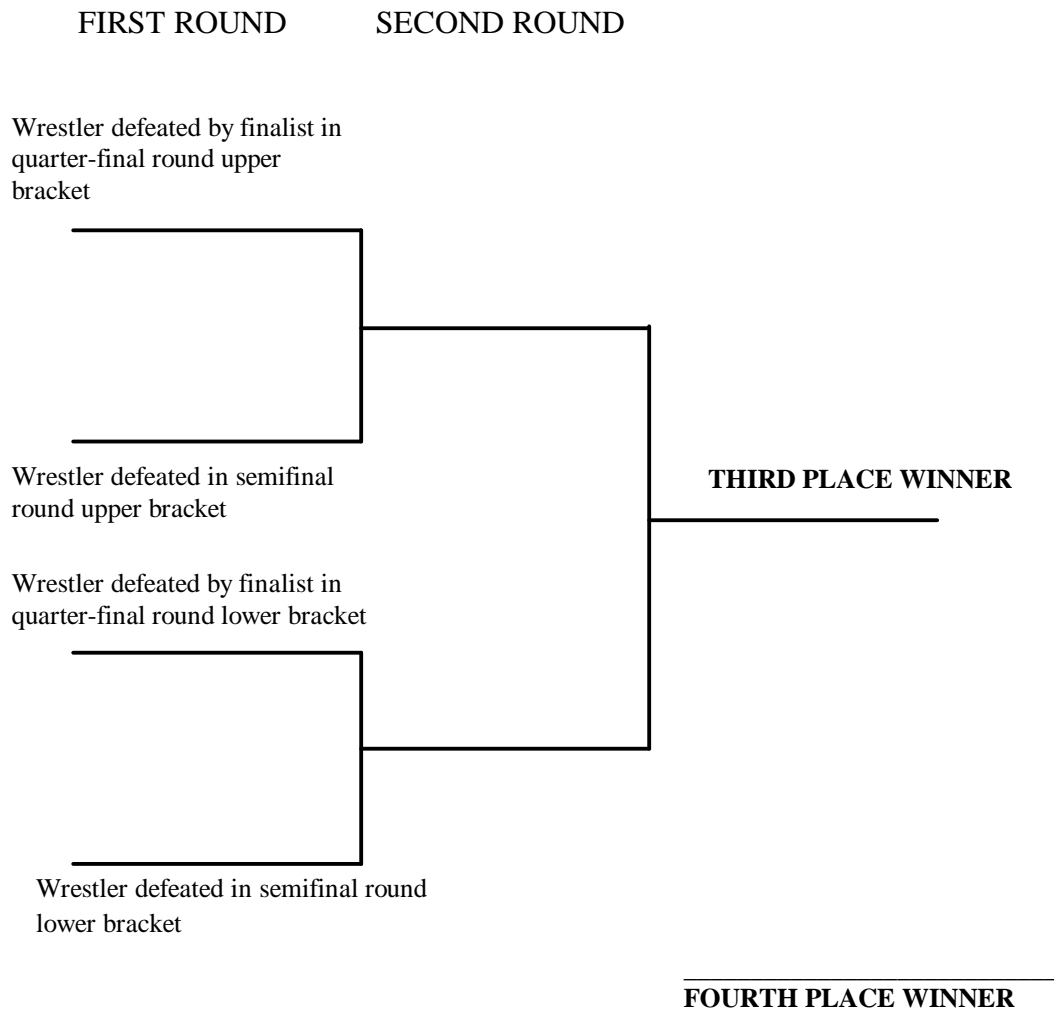 FIRST ROUND SECOND ROUND
Wrestler defeated by finalist in
quarter-final round upper
bracket
Wrestler defeated in semifinal
round upper bracket
THIRD PLACE WINNER
Wrestler defeated by finalist in
quarter-final round lower bracket
Wrestler defeated in semifinal round
lower bracket
FOURTH PLACE WINNER